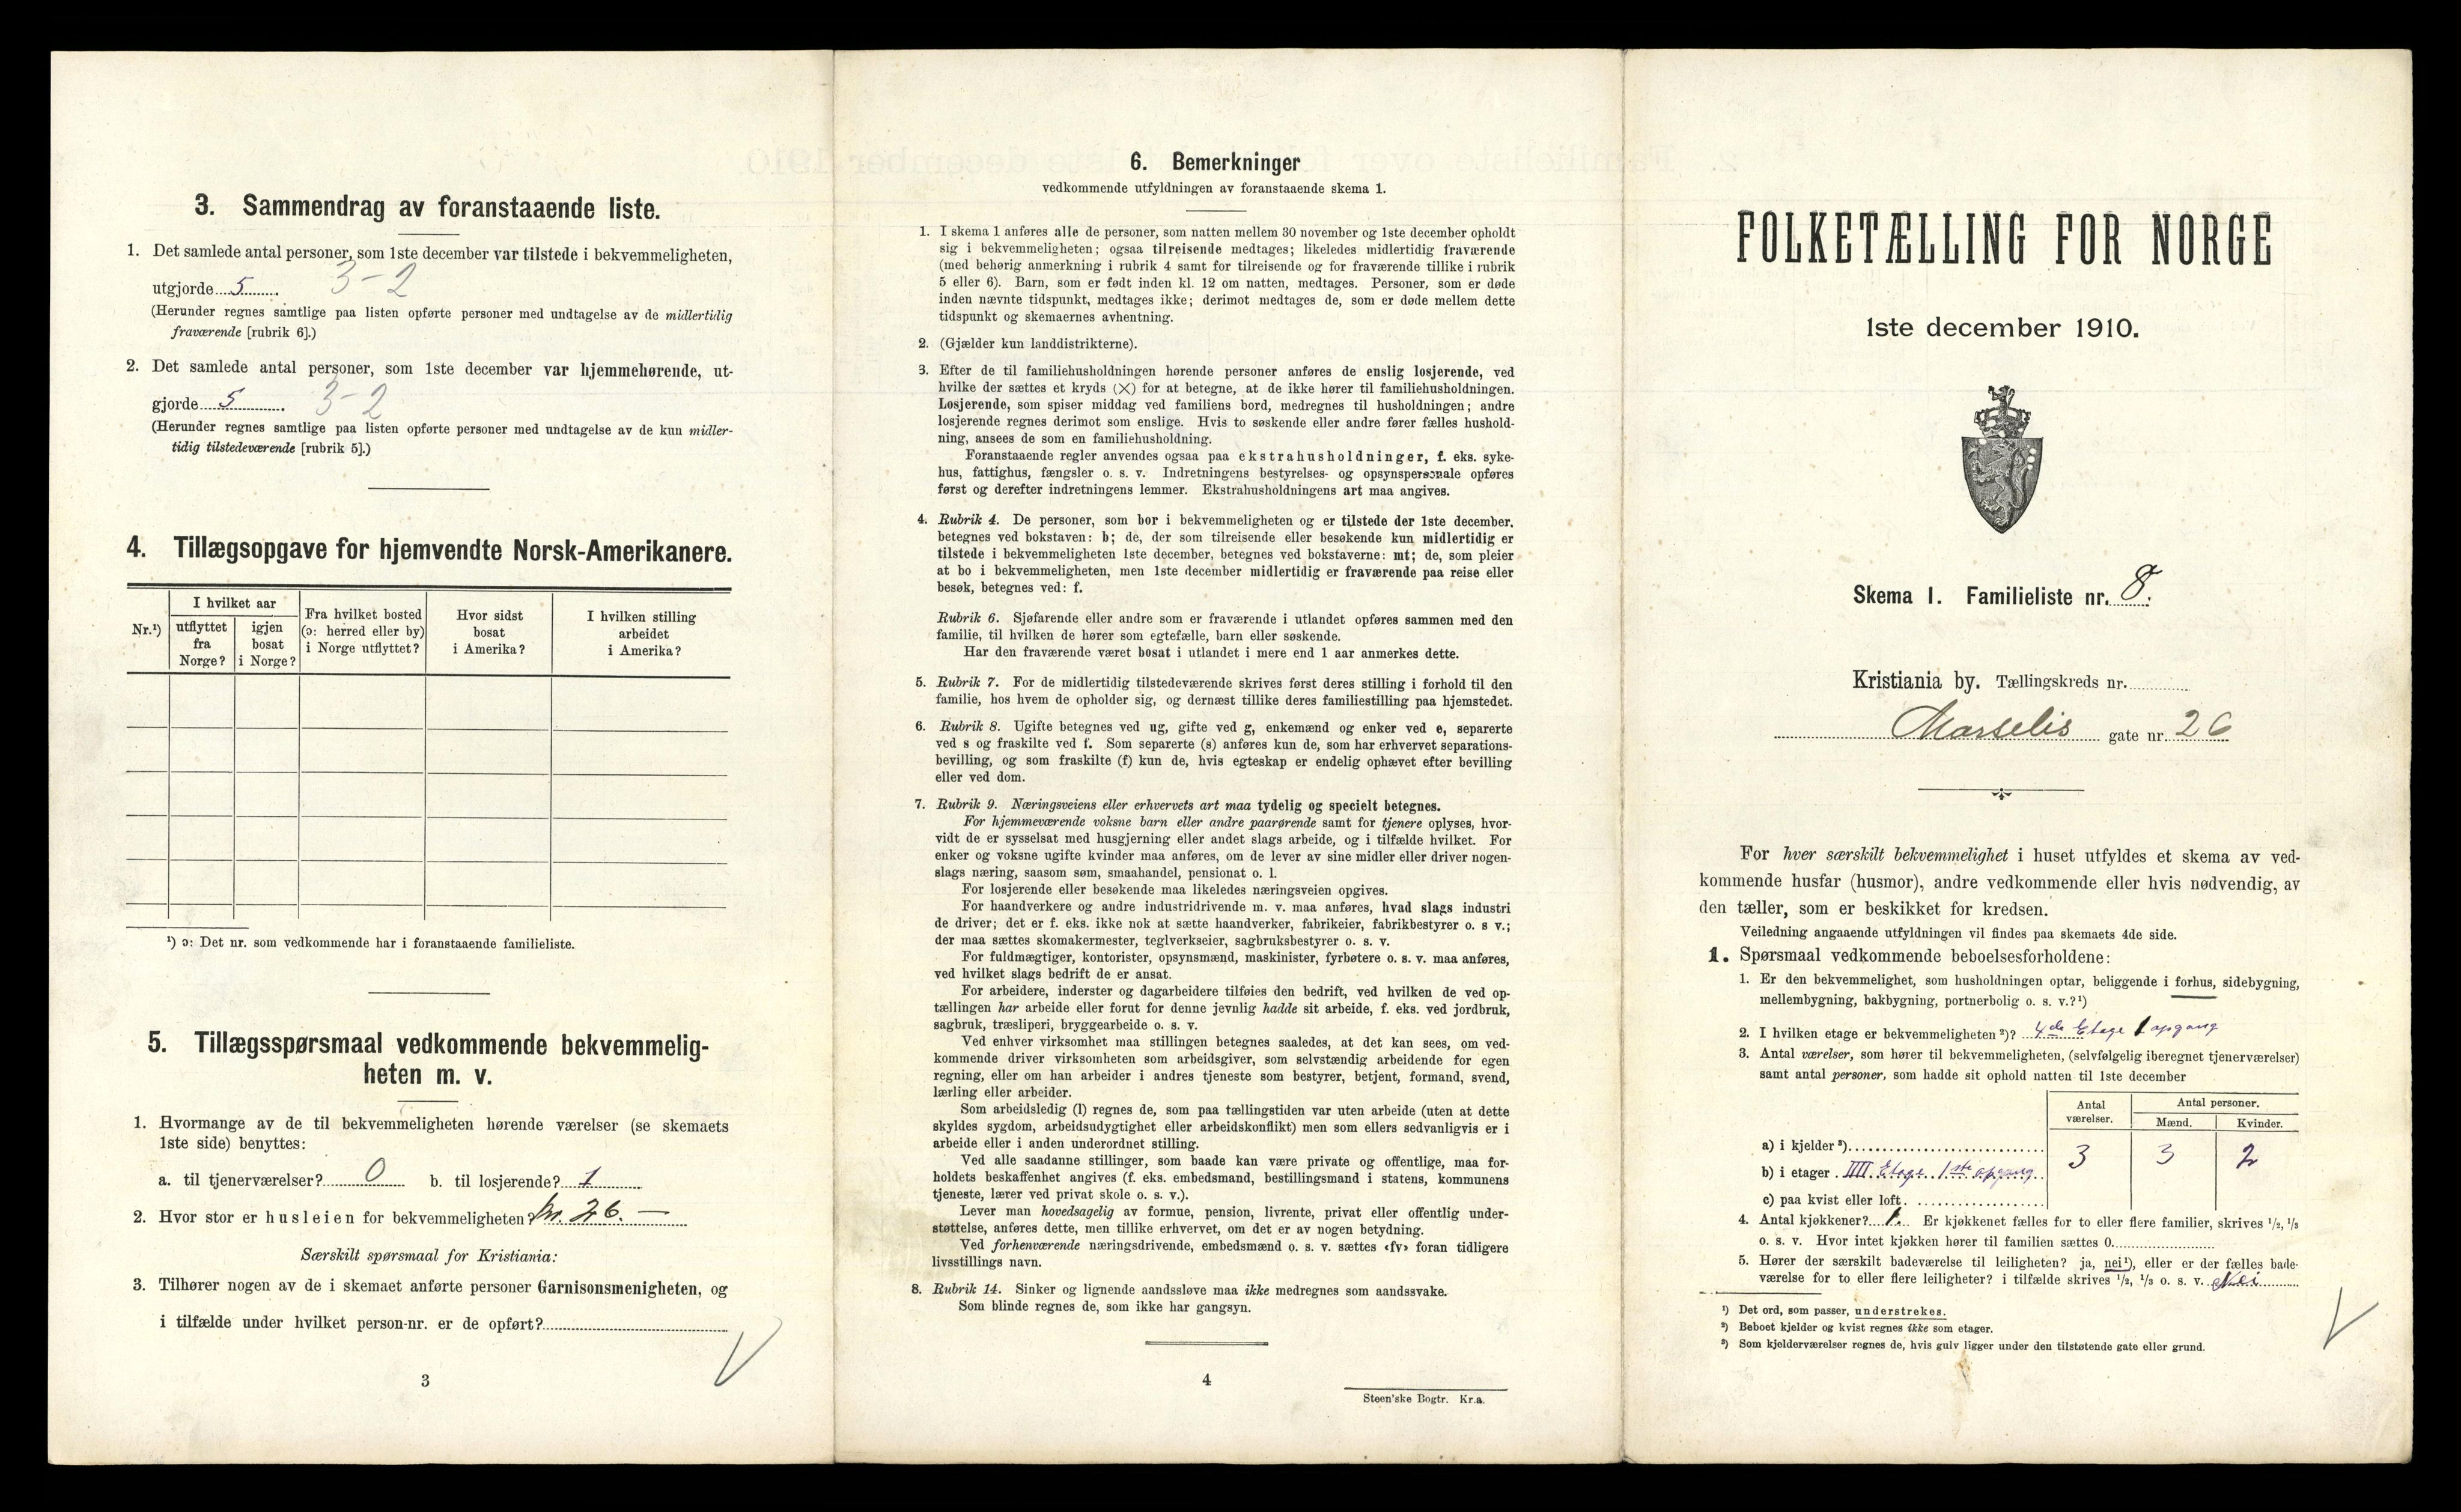 3. Sammendrag av foranstaaende liste.
1. Det samlede antal personer, som 1ste december var tilstede i bekvemmeligheten,
utgjorde 5. 3-2
(Herunder regnes samtlige paa listen opførte personer med undtagelse av de midlertidig
fraværende [rubrik 6].)
2. Det samlede antal personer, som 1ste december var hjemmehørende, ut-
gjorde 5. 3-2
(Herunder regnes samtlige paa listen opførte personer med undtagelse av de kun midler-
tidig tilstedeværende [rubrik 5].)
4. Tillægsopgave for hjemvendte Norsk-Amerikanere.
Nr.¹)
I hvilket aar
utflyttet
fra
Norge?
igjen
bosat
i Norge?
Fra hvilket bosted
(ɔ: herred eller by)
i Norge utflyttet?
Hvor sidst
bosat
i Amerika?
I hvilken stilling
arbeidet
i Amerika?
¹) ɔ: Det nr. som vedkommende har i foranstaaende familieliste.
5. Tillægsspørsmaal vedkommende bekvemmelig-
heten m. v.
1. Hvormange av de til bekvemmeligheten hørende værelser (se skemaets
1ste side) benyttes:
a. til tjenerværelser? 0 b. til losjerende? 1
2. Hvor stor er husleien for bekvemmeligheten? kr. 26. —
Særskilt spørsmaal for Kristiania:
3. Tilhører nogen av de i skemaet anførte personer Garnisonsmenigheten, og
i tilfælde under hvilket person-nr. er de opført?
3
6. Bemerkninger
vedkommende utfyldningen av foranstaaende skema 1.
1. I skema 1 anføres alle de personer, som natten mellem 30 november og 1ste december opholdt
sig i bekvemmeligheten; ogsaa tilreisende medtages; likeledes midlertidig fraværende
(med behørig anmerkning i rubrik 4 samt for tilreisende og for fraværende tillike i rubrik
5 eller 6). Barn, som er født inden kl. 12 om natten, medtages. Personer, som er døde
inden nævnte tidspunkt, medtages ikke; derimot medtages de, som er døde mellem dette
tidspunkt og skemaernes avhentning.
2. (Gjælder kun landdistrikterne).
3. Efter de til familiehusholdningen hørende personer anføres de enslig losjerende, ved
hvilke der sættes et kryds (×) for at betegne, at de ikke hører til familiehusholdningen.
Losjerende, som spiser middag ved familiens bord, medregnes til husholdningen; andre
losjerende regnes derimot som enslige. Hvis to søskende eller andre fører fælles hushold-
ning, ansees de som en familiehusholdning.
Foranstaaende regler anvendes ogsaa paa ekstrahusholdninger, f. eks. syke-
hus, fattighus, fængsler o. s. v. Indretningens bestyrelses- og opsynspersonale opføres
først og derefter indretningens lemmer. Ekstrahusholdningens art maa angives.
4. Rubrik 4. De personer, som bor i bekvemmeligheten og er tilstede der 1ste december,
betegnes ved bokstaven: b; de, der som tilreisende eller besøkende kun midlertidig er
tilstede i bekvemmeligheten 1ste december, betegnes ved bokstaverne: mt; de, som pleier
at bo i bekvemmeligheten, men 1ste december midlertidig er fraværende paa reise eller
besøk, betegnes ved: f.
Rubrik 6. Sjøfarende eller andre som er fraværende i utlandet opføres sammen med den
familie, til hvilken de hører som egtefælle, barn eller søskende.
Har den fraværende været bosat i utlandet i mere end 1 aar anmerkes dette.
5. Rubrik 7. For de midlertidig tilstedeværende skrives først deres stilling i forhold til den
familie, hos hvem de opholder sig, og dernæst tillike deres familiestilling paa hjemstedet.
6. Rubrik 8. Ugifte betegnes ved ug, gifte ved g, enkemænd og enker ved e, separerte
ved s og fraskilte ved f. Som separerte (s) anføres kun de, som har erhvervet separations-
bevilling, og som fraskilte (f) kun de, hvis egteskap er endelig ophævet efter bevilling
eller ved dom.
7. Rubrik 9. Næringsveiens eller erhvervets art maa tydelig og specielt betegnes.
For hjemmeværende voksne barn eller andre paarørende samt for tjenere oplyses, hvor-
vidt de er sysselsat med husgjerning eller andet slags arbeide, og i tilfælde hvilket. For
enker og voksne ugifte kvinder maa anføres, om de lever av sine midler eller driver nogen-
slags næring, saasom søm, smaahandel, pensionat o. l.
For losjerende eller besøkende maa likeledes næringsveien opgives.
For haandverkere og andre industridrivende m. v. maa anføres, hvad slags industri
de driver; det er f. eks. ikke nok at sætte haandverker, fabrikeier, fabrikbestyrer o. s v.;
der maa sættes skomakermester, teglverkseier, sagbruksbestyrer o. s. v.
For fuldmægtiger, kontorister, opsynsmænd, maskinister, fyrbøtere o. s. v. maa anføres,
ved hvilket slags bedrift de er ansat.
For arbeidere, inderster og dagarbeidere tilføies den bedrift, ved hvilken de ved op-
tællingen har arbeide eller forut for denne jevnlig hadde sit arbeide, f. eks. ved jordbruk,
sagbruk, træsliperi, bryggearbeide o. s. v.
Ved enhver virksomhet maa stillingen betegnes saaledes, at det kan sees, om ved-
kommende driver virksomheten som arbeidsgiver, som selvstændig arbeidende for egen
regning, eller om han arbeider i andres tjeneste som bestyrer, betjent, formand, svend,
lærling eller arbeider.
Som arbeidsledig (l) regnes de, som paa tællingstiden var uten arbeide (uten at dette
skyldes sygdom, arbeidsudygtighet eller arbeidskonflikt) men som ellers sedvanligvis er i
arbeide eller i anden underordnet stilling.
Ved alle saadanne stillinger, som baade kan være private og offentlige, maa for-
holdets beskaffenhet angives (f. eks. embedsmand, bestillingsmand i statens, kommunens
tjeneste, lærer ved privat skole o. s. v.).
Lever man hovedsagelig av formue, pension, livrente, privat eller offentlig under-
støttelse, anføres dette, men tillike erhvervet, om det er av nogen betydning.
Ved forhenværende næringsdrivende, embedsmænd o. s. v. sættes «fv» foran tidligere
livsstillings navn.
8. Rubrik 14. Sinker og lignende aandssløve maa ikke medregnes som aandssvake.
Som blinde regnes de, som ikke har gangsyn.
4
Steen'ske Bogtr. Kr.a.
FOLKETÆLLING FOR NORGE
1ste december 1910.
Skema 1. Familieliste nr. 8.
Kristiania by. Tællingskreds nr.
Marselis gate nr. 26
For hver særskilt bekvemmelighet i huset utfyldes et skema av ved-
kommende husfar (husmor), andre vedkommende eller hvis nødvendig, av
den tæller, som er beskikket for kredsen.
Veiledning angaaende utfyldningen vil findes paa skemaets 4de side.
1. Spørsmaal vedkommende beboelsesforholdene:
1. Er den bekvemmelighet, som husholdningen optar, beliggende i forhus, sidebygning,
mellembygning, bakbygning, portnerbolig o. s. v.?¹)
2. I hvilken etage er bekvemmeligheten ²)? 4de Etage 1 opgang
3. Antal værelser, som hører til bekvemmeligheten, (selvfølgelig iberegnet tjenerværelser)
samt antal personer, som hadde sit ophold natten til 1ste december
Antal
værelser.
Antal personer.
Mænd. Kvinder.
a) i kjelder ³)
b) i etager IIII Etage 1ste opgang 3 3 2
c) paa kvist eller loft
4. Antal kjøkkener? 1. Er kjøkkenet fælles for to eller flere familier, skrives ¹/₂, ¹/₃
o. s. v. Hvor intet kjøkken hører til familien sættes 0.
5. Hører der særskilt badeværelse til leiligheten? ja, nei¹), eller er der fælles bade-
værelse for to eller flere leiligheter? i tilfælde skrives ¹/₂, ¹/₃ o. s. v. Nei
¹) Det ord, som passer, understrekes.
²) Beboet kjelder og kvist regnes ikke som etager.
³) Som kjelderværelser regnes de, hvis gulv ligger under den tilstøtende gate eller grund.